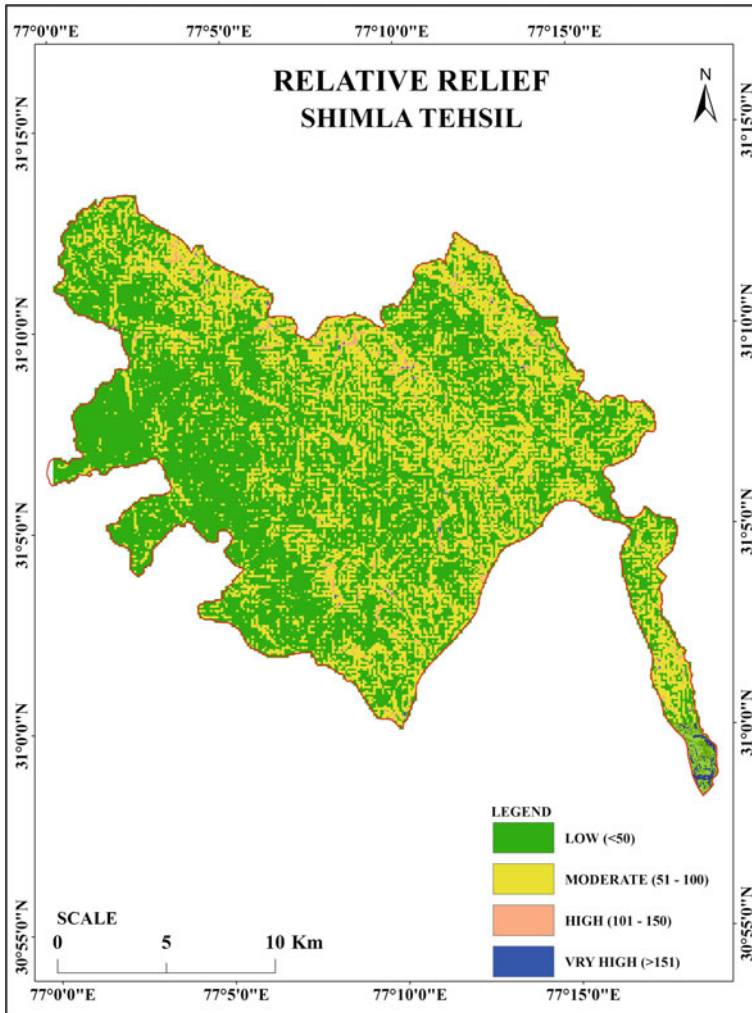 77°0'0"E 77°5'0"E 77°10'0"E 77°15'0"E
RELATIVE RELIEF
SHIMLA TEHSIL
N
31°15'0"N 31°15'0"N
31°10'0"N 31°10'0"N
31°5'0"N 31°5'0"N
31°0'0"N 31°0'0"N
30°55'0"N 30°55'0"N
LEGEND
LOW (<50)
MODERATE (51 - 100)
HIGH (101 - 150)
VRY HIGH (>151)
SCALE
0 5 10 Km
77°0'0"E 77°5'0"E 77°10'0"E 77°15'0"E